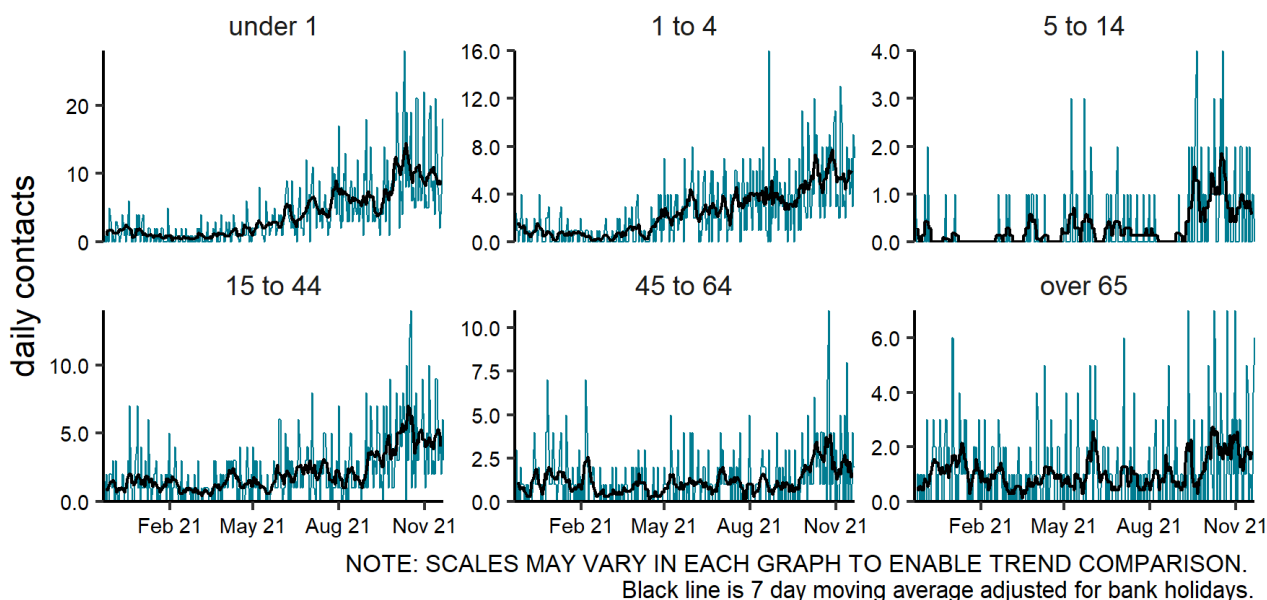 daily contacts
under 1
20
10
0
1 to 4
16.0
12.0
8.0
4.0
0.0
5 to 14
4.0
3.0
2.0
1.0
0.0
15 to 44
10.0
5.0
0.0
Feb 21 May 21 Aug 21 Nov 21
45 to 64
10.0
7.5
5.0
2.5
0.0
Feb 21 May 21 Aug 21 Nov 21
over 65
6.0
4.0
2.0
0.0
Feb 21 May 21 Aug 21 Nov 21
NOTE: SCALES MAY VARY IN EACH GRAPH TO ENABLE TREND COMPARISON.
Black line is 7 day moving average adjusted for bank holidays.